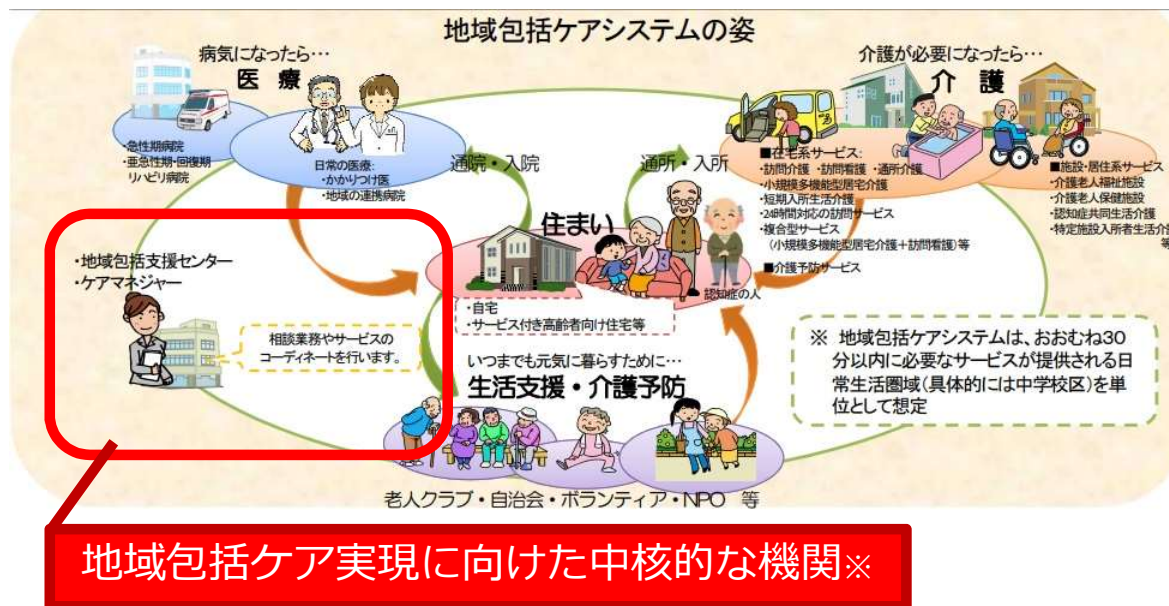 地域包括ケアシステムの姿
病気になったら…
医 療
・急性期病院
・亜急性期・回復期
リハビリ病院
日常の医療:
・かかりつけ医
・地域の連携病院
通院・入院
通所・入所
介護が必要になったら…
介 護
■在宅系サービス:
・訪問介護 ・訪問看護 ・通所介護
・小規模多機能型居宅介護
・短期入所生活介護
・24時間対応の訪問サービス
・複合型サービス
(小規模多機能型居宅介護+訪問看護)等
■介護予防サービス
■施設・居住系サービス
・介護老人福祉施設
・介護老人保健施設
・認知症共同生活介護
・特定施設入所者生活介
等
住まい
認知症の人
・自宅
・サービス付き高齢者向け住宅等
・地域包括支援センター
・ケアマネジャー
相談業務やサービスの
コーディネートを行います。
いつまでも元気に暮らすために…
生活支援・介護予防
老人クラブ・自治会・ボランティア・NPO 等
※ 地域包括ケアシステムは、おおむね30
分以内に必要なサービスが提供される日
常生活圏域(具体的には中学校区)を単
位として想定
地域包括ケア実現に向けた中核的な機関※